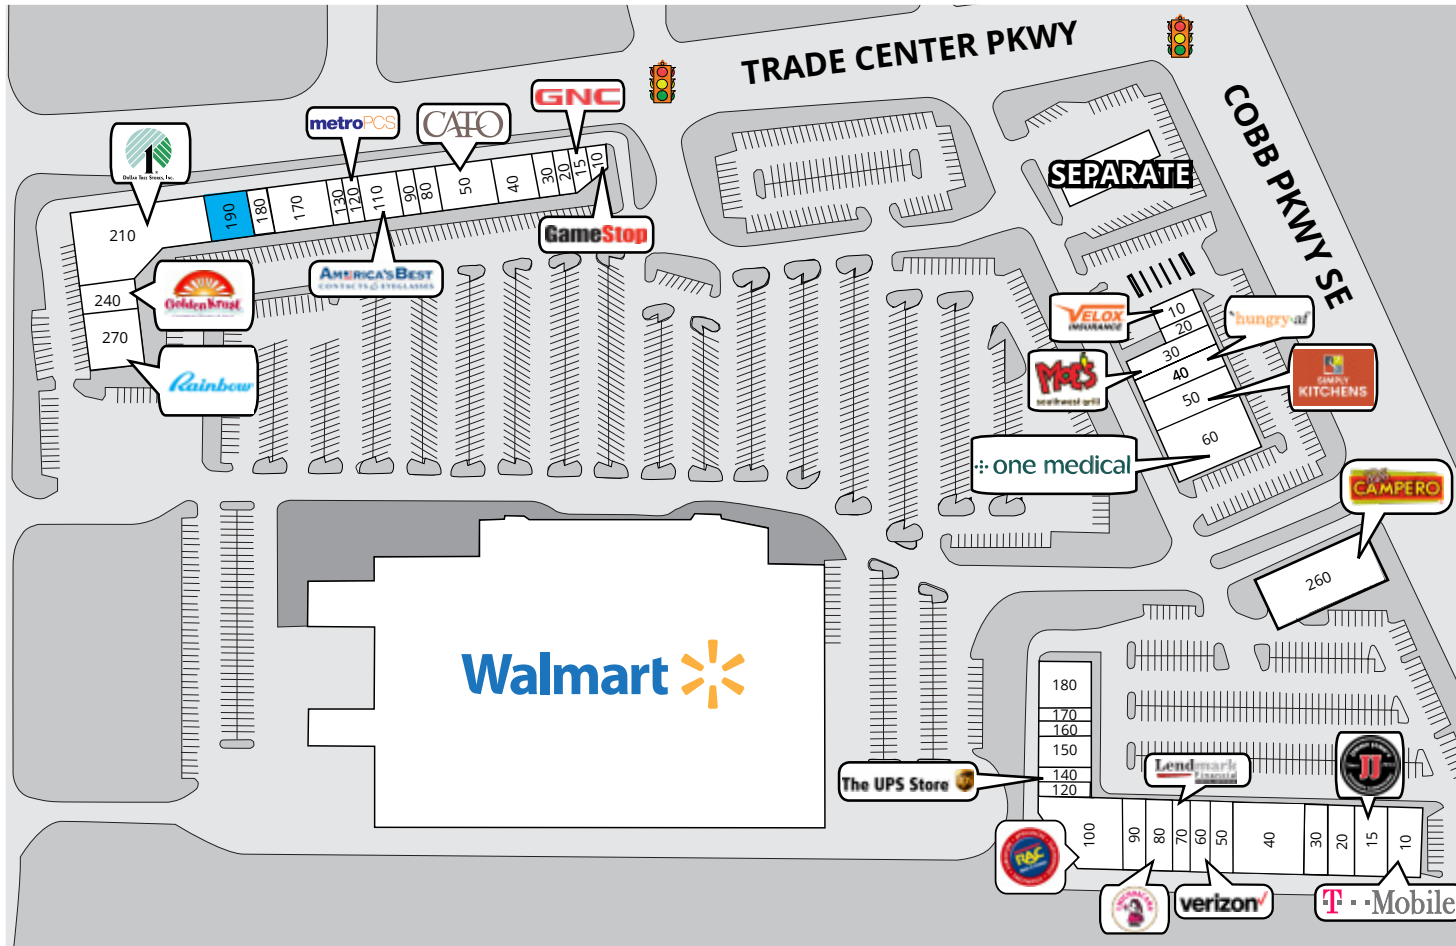 TRADE CENTER PKWY
COBB PKWY SE
SEPARATE
GNC
metroPCS
CATO
1
DOLLAR TREE STORES, INC.
210
190
180
170
130
120
110
90
80
50
40
30
20
15
10
GameStop
AMERICA'S BEST
CONTACTS & EYEGLASSES
240
Golden Krust
270
Rainbow
VELOX
INSURANCE
10
20
30
40
50
60
hungry af
MOE'S
southwest grill
SIMPLY
KITCHENS
one medical
CAMPERO
260
Walmart
180
170
160
150
140
120
The UPS Store
Lendmark
Financial
JJ
100
90
80
70
60
50
40
30
20
15
10
RAC
verizon
T··Mobile